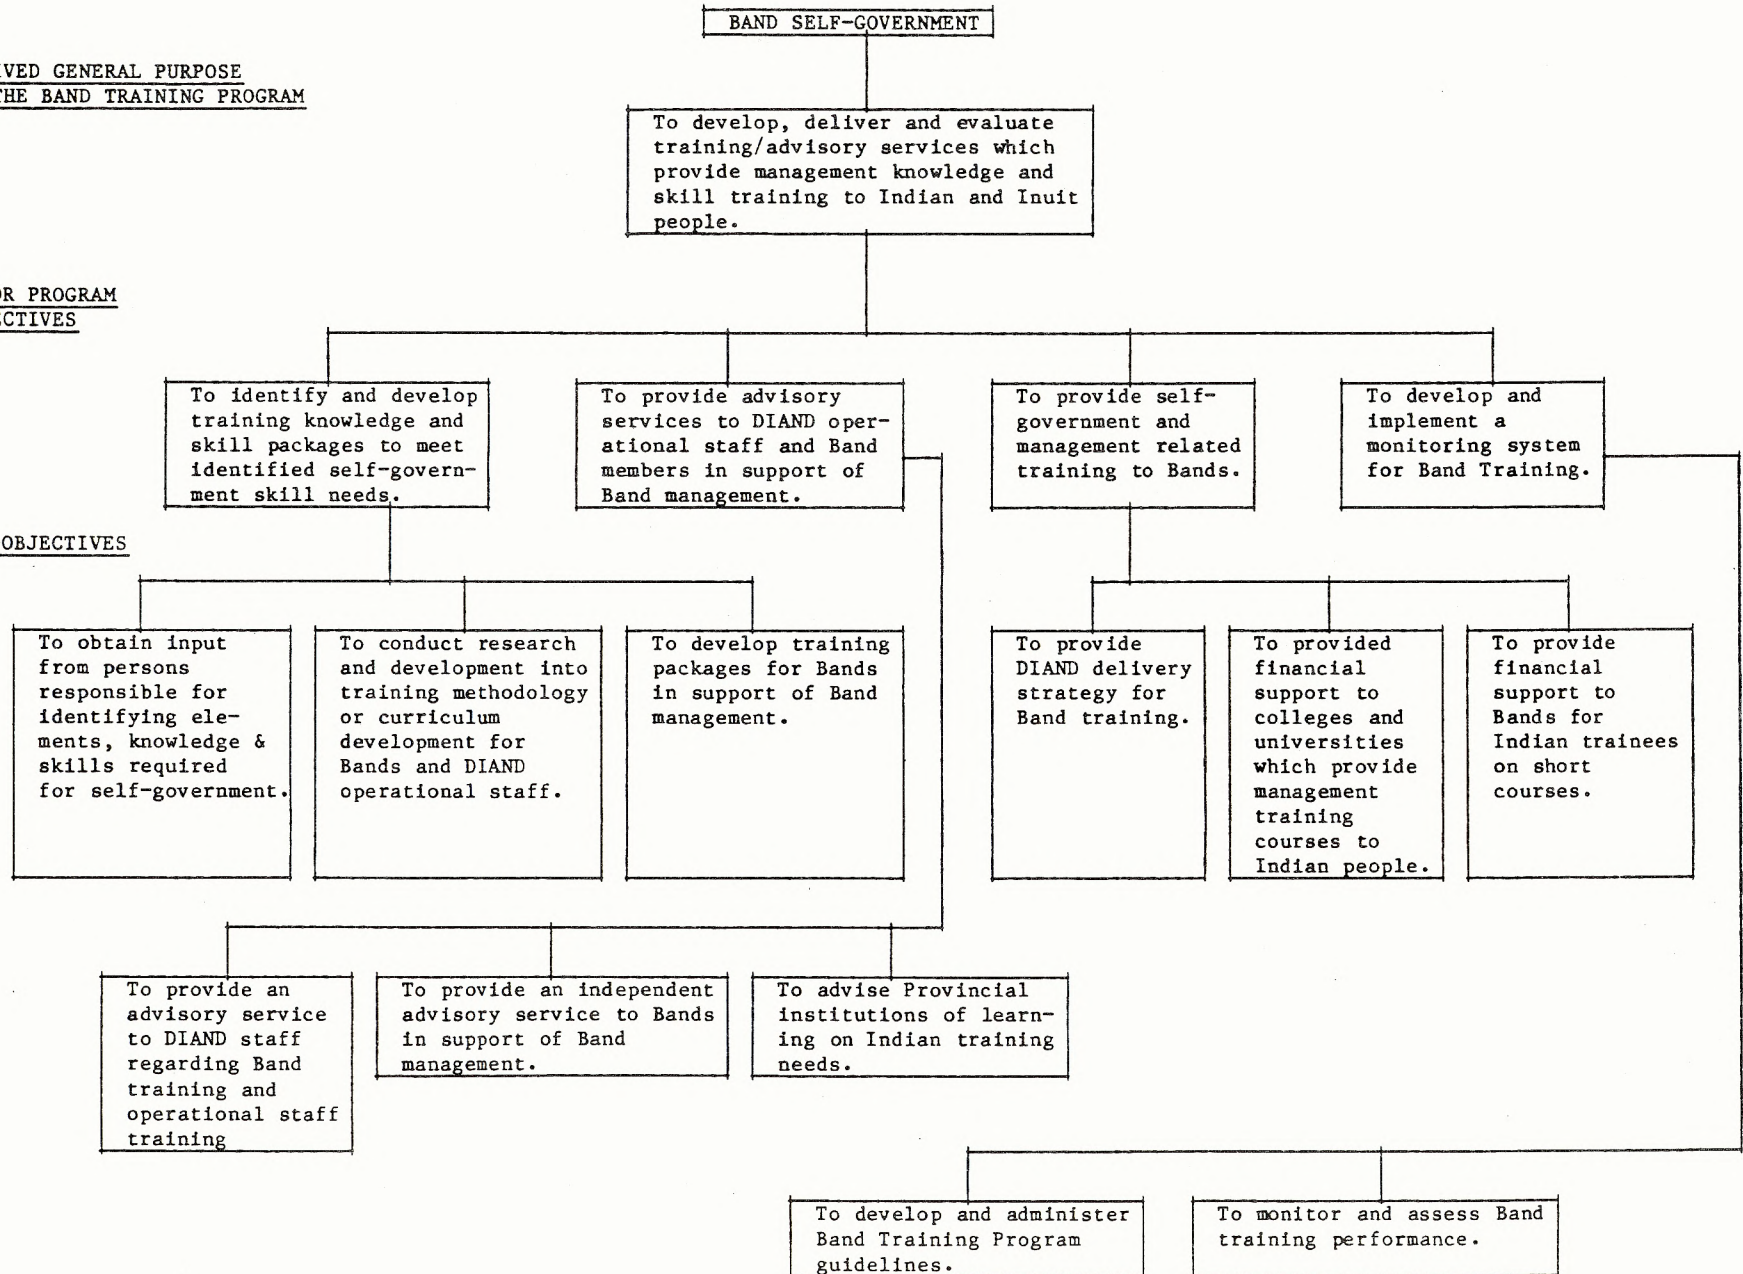 BAND SELF-GOVERNMENT
IVED GENERAL PURPOSE
THE BAND TRAINING PROGRAM
To develop, deliver and evaluate
training/advisory services which
provide management knowledge and
skill training to Indian and Inuit
people.
OR PROGRAM
ECTIVES
To identify and develop
training knowledge and
skill packages to meet
identified self-govern-
ment skill needs.
To provide advisory
services to DIAND oper-
ational staff and Band
members in support of
Band management.
To provide self-
government and
management related
training to Bands.
To develop and
implement a
monitoring system
for Band Training.
OBJECTIVES
To obtain input
from persons
responsible for
identifying ele-
ments, knowledge &
skills required
for self-government.
To conduct research
and development into
training methodology
or curriculum
development for
Bands and DIAND
operational staff.
To develop training
packages for Bands
in support of Band
management.
To provide
DIAND delivery
strategy for
Band training.
To provided
financial
support to
colleges and
universities
which provide
management
training
courses to
Indian people.
To provide
financial
support to
Bands for
Indian trainees
on short
courses.
To provide an
advisory service
to DIAND staff
regarding Band
training and
operational staff
training
To provide an independent
advisory service to Bands
in support of Band
management.
To advise Provincial
institutions of learn-
ing on Indian training
needs.
To develop and administer
Band Training Program
guidelines.
To monitor and assess Band
training performance.